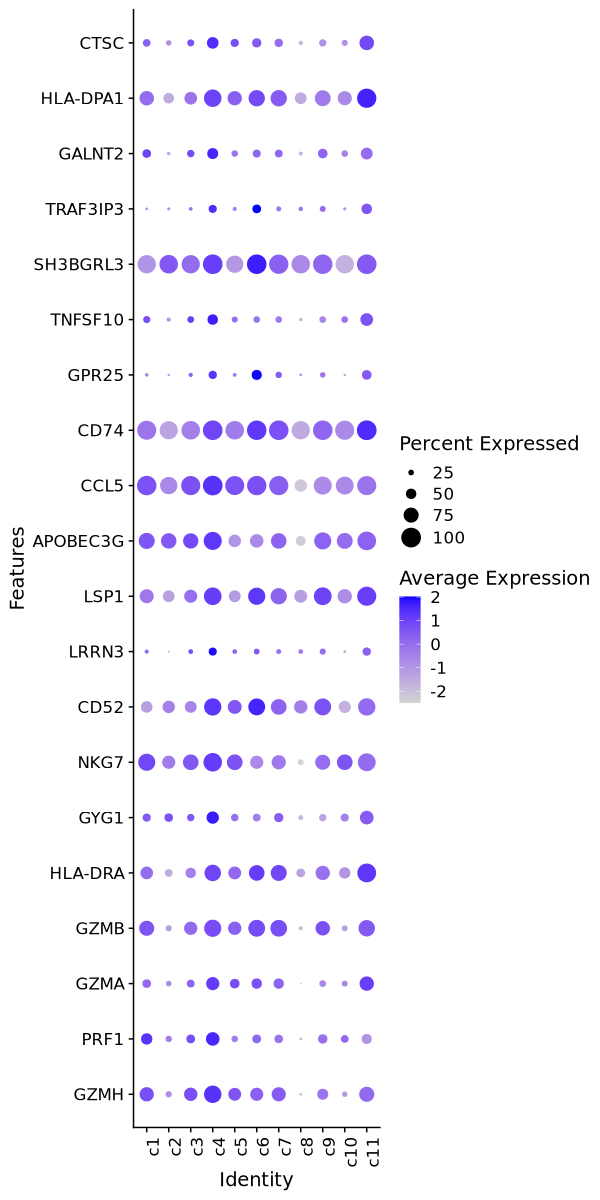 CTSC
HLA-DPA1
GALNT2
TRAF3IP3
SH3BGRL3
TNFSF10
GPR25
CD74
CCL5
APOBEC3G
LSP1
LRRN3
CD52
NKG7
GYG1
HLA-DRA
GZMB
GZMA
PRF1
GZMH
Features
c1 c2 c3 c4 c5 c6 c7 c8 c9 c10 c11
Identity
Percent Expressed
25
50
75
100
Average Expression
2
1
0
-1
-2